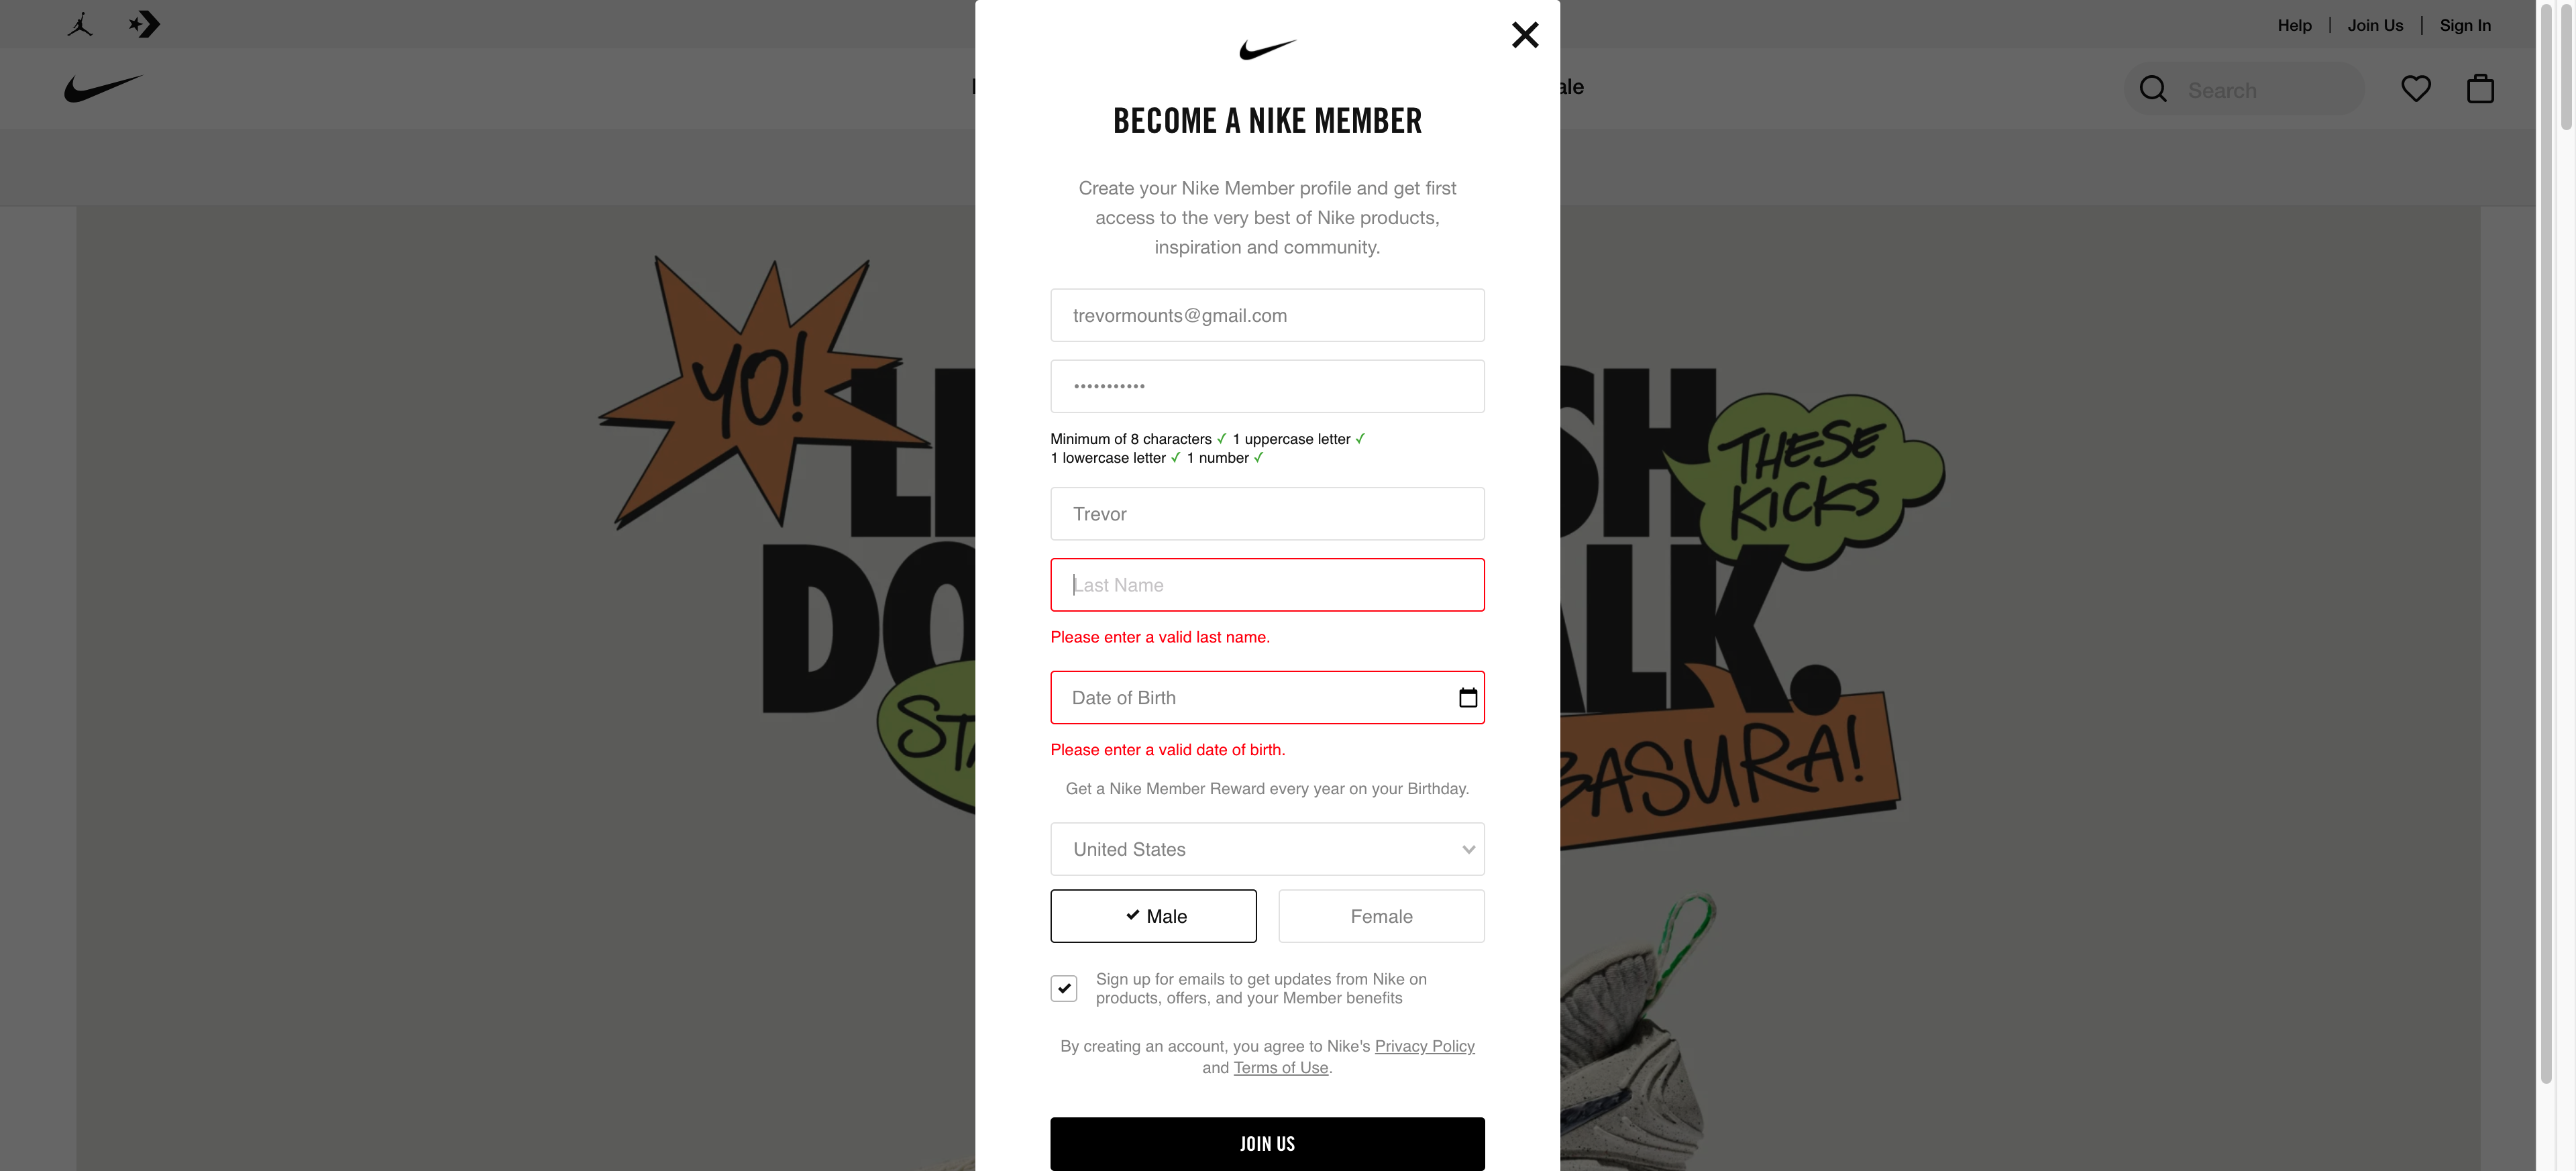 Help
Join Us
Sign In
Search
BECOME A NIKE MEMBER
Create your Nike Member profile and get first
access to the very best of Nike products,
inspiration and community.
trevormounts@gmail.com
•••••••••••
Minimum of 8 characters ✓ 1 uppercase letter ✓
1 lowercase letter ✓ 1 number ✓
Trevor
Last Name
Please enter a valid last name.
Date of Birth
Please enter a valid date of birth.
Get a Nike Member Reward every year on your Birthday.
United States
Male
Female
Sign up for emails to get updates from Nike on
products, offers, and your Member benefits
By creating an account, you agree to Nike's Privacy Policy
and Terms of Use.
JOIN US
YO!
THESE
KICKS
BASURA!